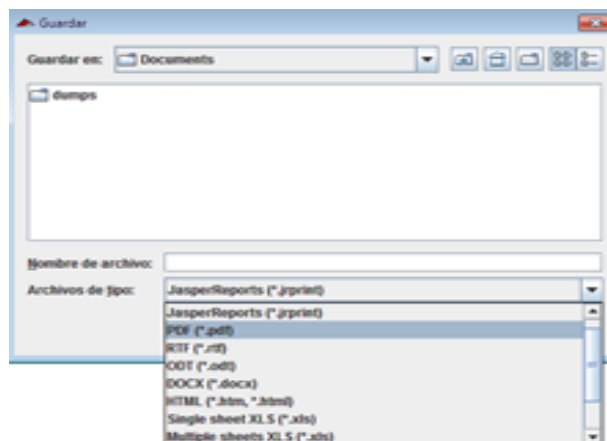 Guardar
Guardar en: Documents
dumps
Nombre de archivo:
Archivos de tipo: JasperReports (*.jrprint)
JasperReports (*.jrprint)
PDF (*.pdf)
RTF (*.rtf)
ODT (*.odt)
DOCX (*.docx)
HTML (*.htm, *.html)
Single sheet XLS (*.xls)
Multiple sheets XLS (*.xls)